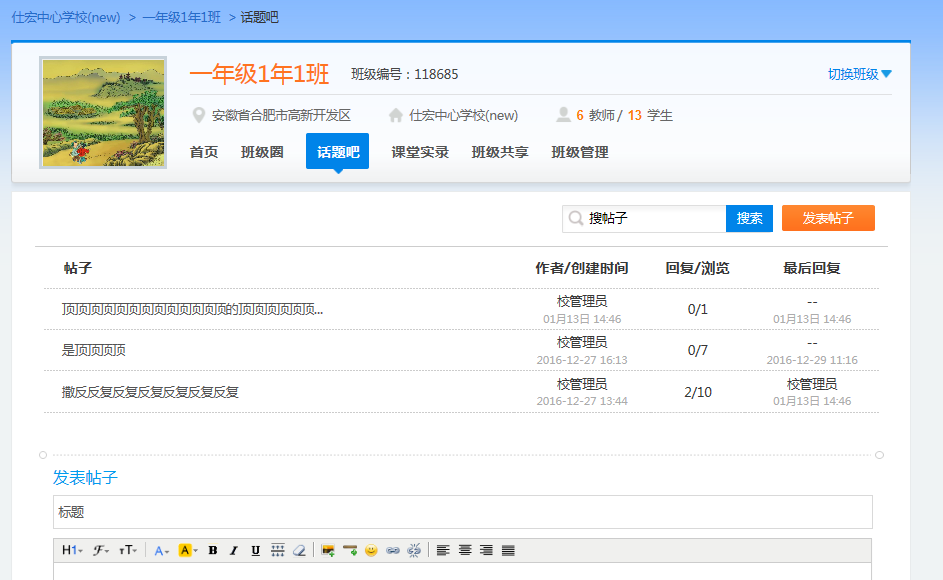 仕宏中心学校(new) > 一年级1年1班 > 话题吧
一年级1年1班 班级编号：118685 切换班级
安徽省合肥市高新开发区 仕宏中心学校(new) 6 教师 / 13 学生
首页 班级圈 话题吧 课堂实录 班级共享 班级管理
搜帖子 搜索 发表帖子
帖子 作者/创建时间 回复/浏览 最后回复
顶顶顶顶顶顶顶顶顶顶顶顶顶的顶顶顶顶顶顶... 校管理员 0/1 --
01月13日 14:46 01月13日 14:46
是顶顶顶顶 校管理员 0/7 --
2016-12-27 16:13 2016-12-29 11:16
撒反反复反复反复反复反复反复 校管理员 2/10 校管理员
2016-12-27 13:44 01月13日 14:46
发表帖子
标题
H1 F тT A A B I U